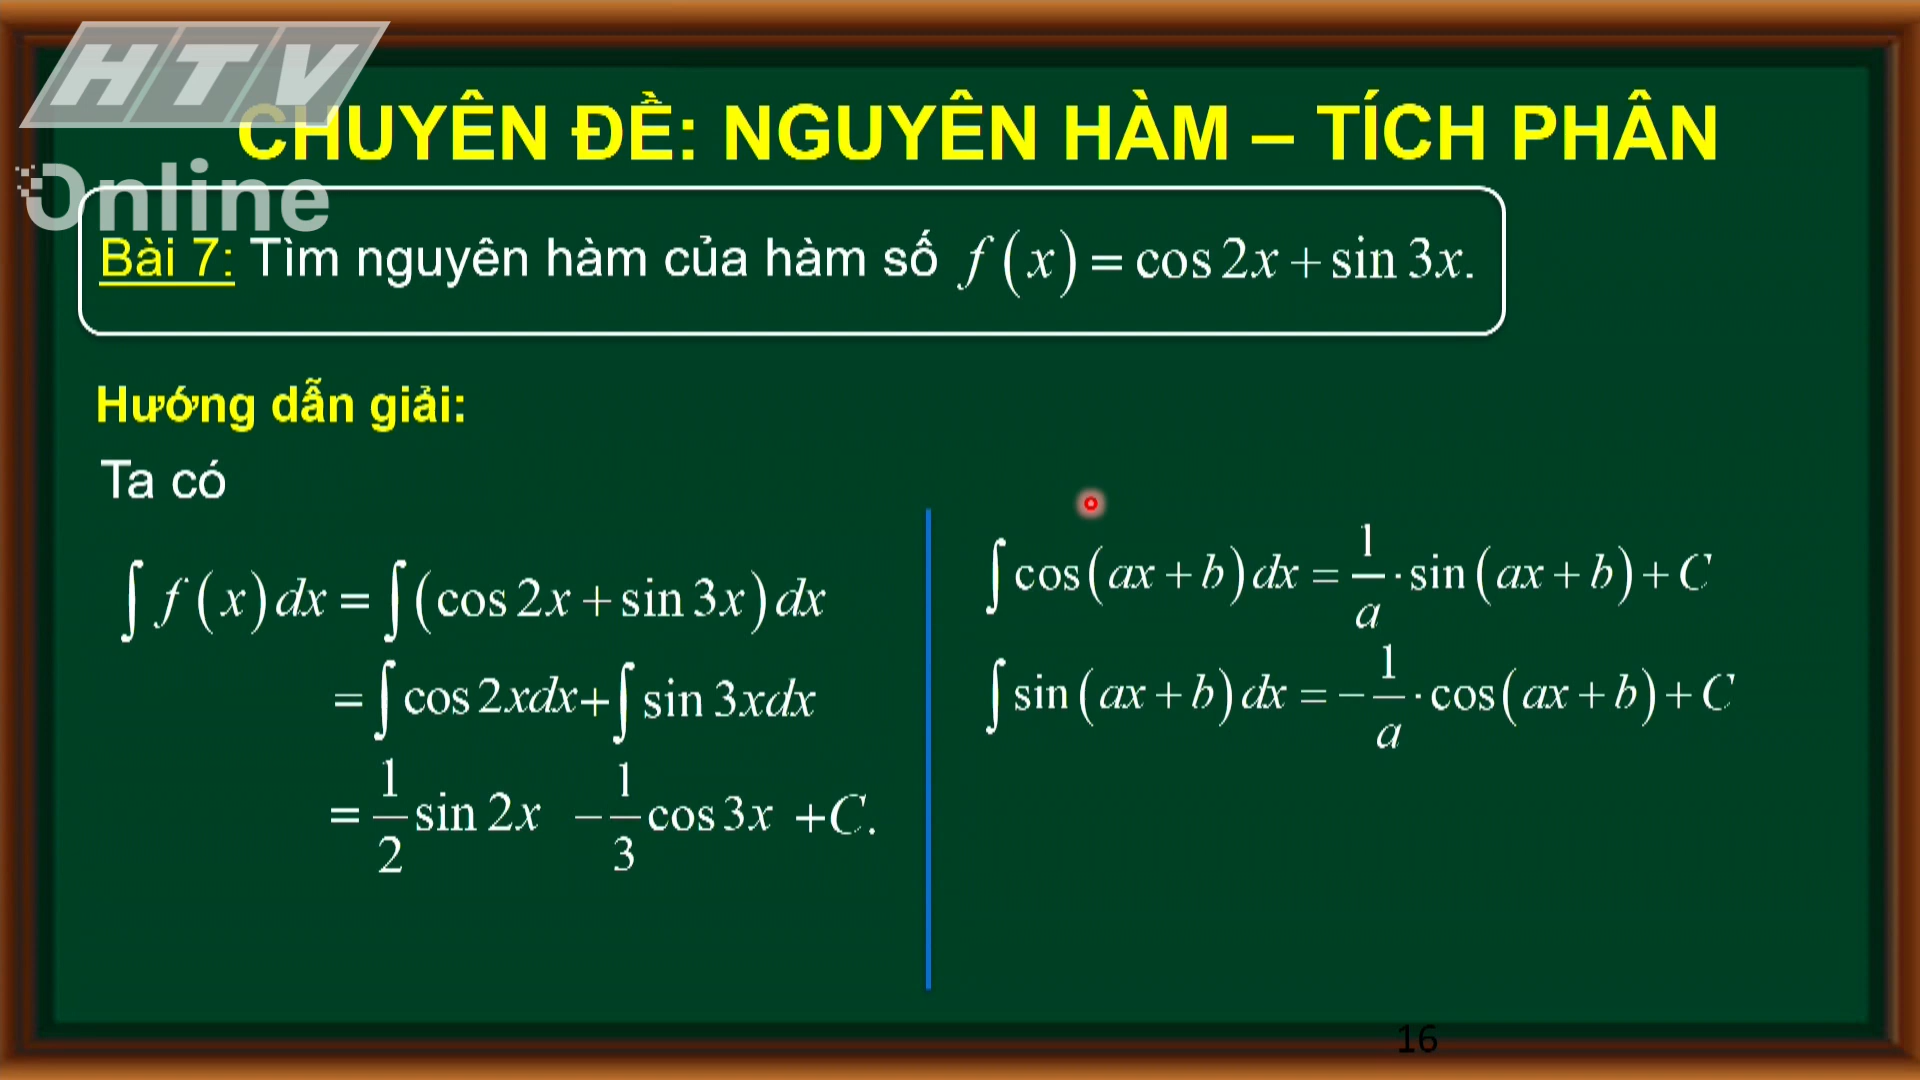 HTV
Online
CHUYÊN ĐỀ: NGUYÊN HÀM – TÍCH PHÂN
Bài 7: Tìm nguyên hàm của hàm số f(x) = cos 2x + sin 3x.
Hướng dẫn giải:
Ta có
∫ f(x)dx = ∫(cos 2x + sin 3x)dx
= ∫ cos 2xdx + ∫ sin 3xdx
= 1/2 sin 2x − 1/3 cos 3x + C.
∫ cos(ax + b)dx = 1/a · sin(ax + b) + C
∫ sin(ax + b)dx = − 1/a · cos(ax + b) + C
16